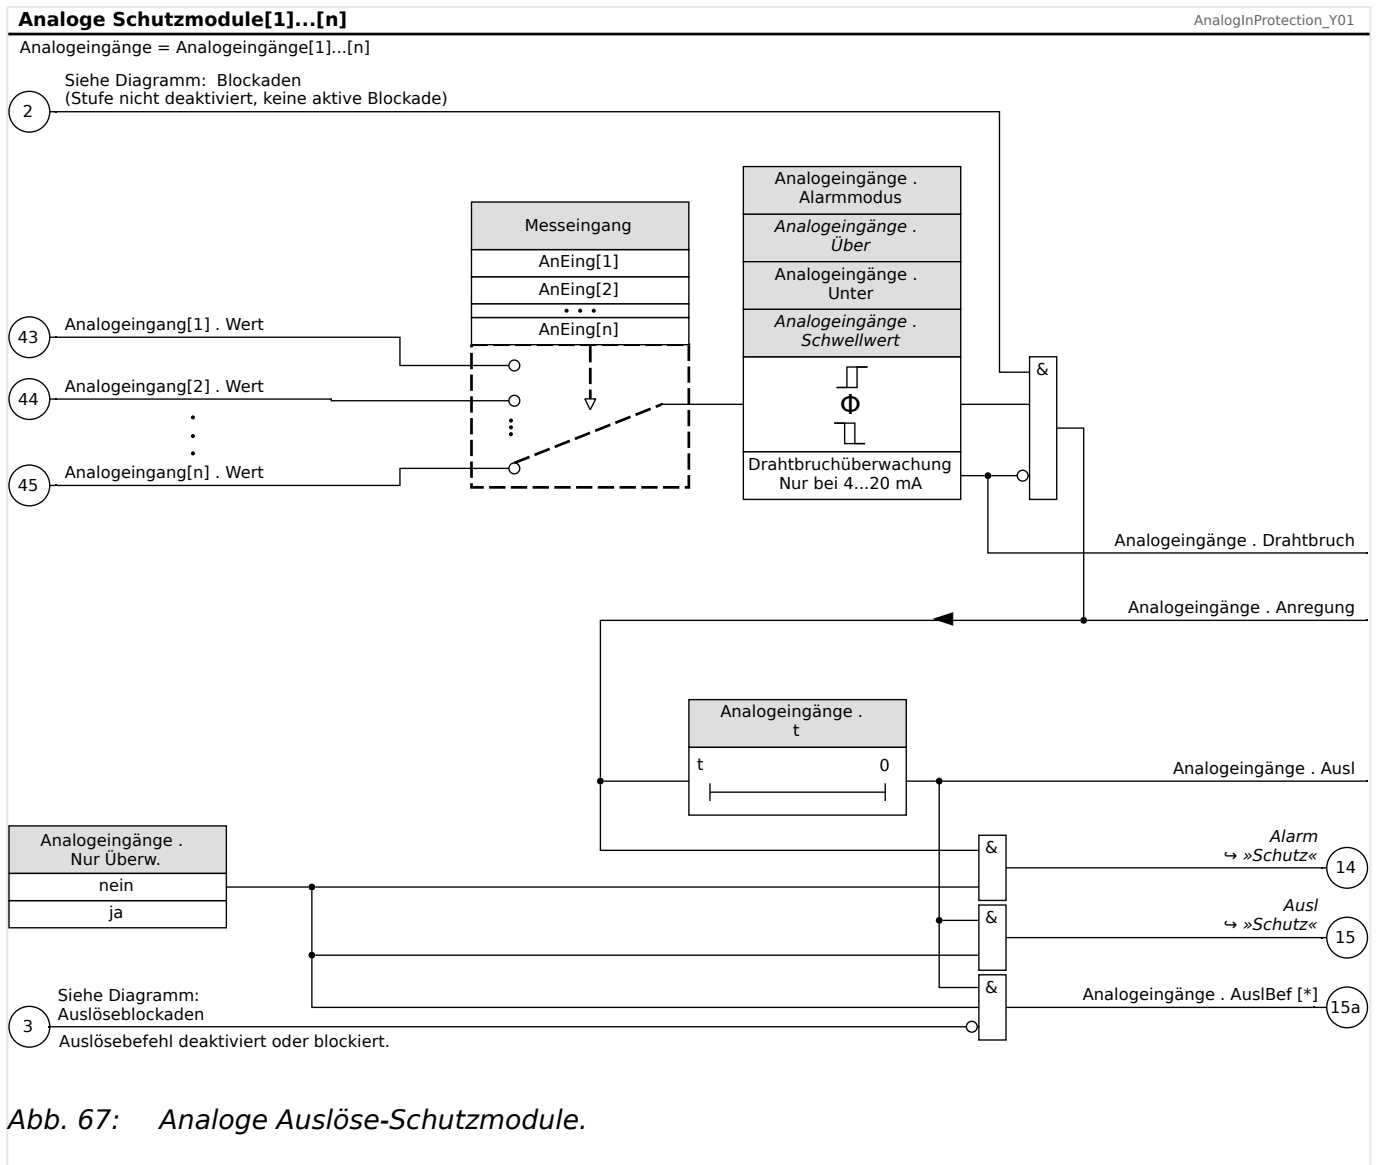 Analoge Schutzmodule[1]...[n]
AnalogInProtection_Y01
Analogeingänge = Analogeingänge[1]...[n]
Siehe Diagramm:  Blockaden
(Stufe nicht deaktiviert, keine aktive Blockade)
2
Messeingang
AnEing[1]
AnEing[2]
• • •
AnEing[n]
Analogeingänge .
Alarmmodus
Analogeingänge .
Über
Analogeingänge .
Unter
Analogeingänge .
Schwellwert
Φ
Drahtbruchüberwachung
Nur bei 4...20 mA
&
43
Analogeingang[1] . Wert
44
Analogeingang[2] . Wert
45
Analogeingang[n] . Wert
Analogeingänge . Drahtbruch
Analogeingänge . Anregung
Analogeingänge .
t
t
0
Analogeingänge . Ausl
Analogeingänge .
Nur Überw.
nein
ja
&
Alarm
↪ »Schutz«
14
&
Ausl
↪ »Schutz«
15
&
Analogeingänge . AuslBef [*]
15a
Siehe Diagramm:
Auslöseblockaden
3
Auslösebefehl deaktiviert oder blockiert.
Abb. 67: Analoge Auslöse-Schutzmodule.